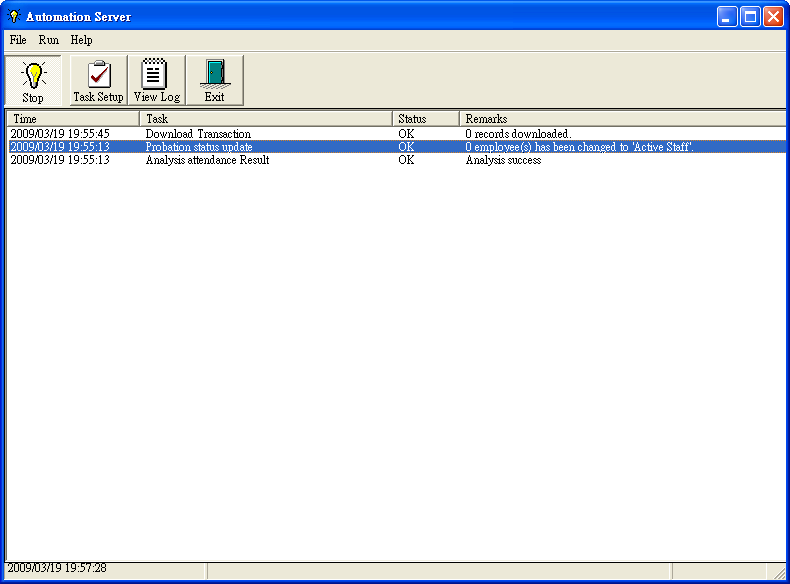 Automation Server
File Run Help
Stop Task Setup View Log Exit
Time Task Status Remarks
2009/03/19 19:55:45 Download Transaction OK 0 records downloaded.
2009/03/19 19:55:13 Probation status update OK 0 employee(s) has been changed to 'Active Staff'.
2009/03/19 19:55:13 Analysis attendance Result OK Analysis success
2009/03/19 19:57:28